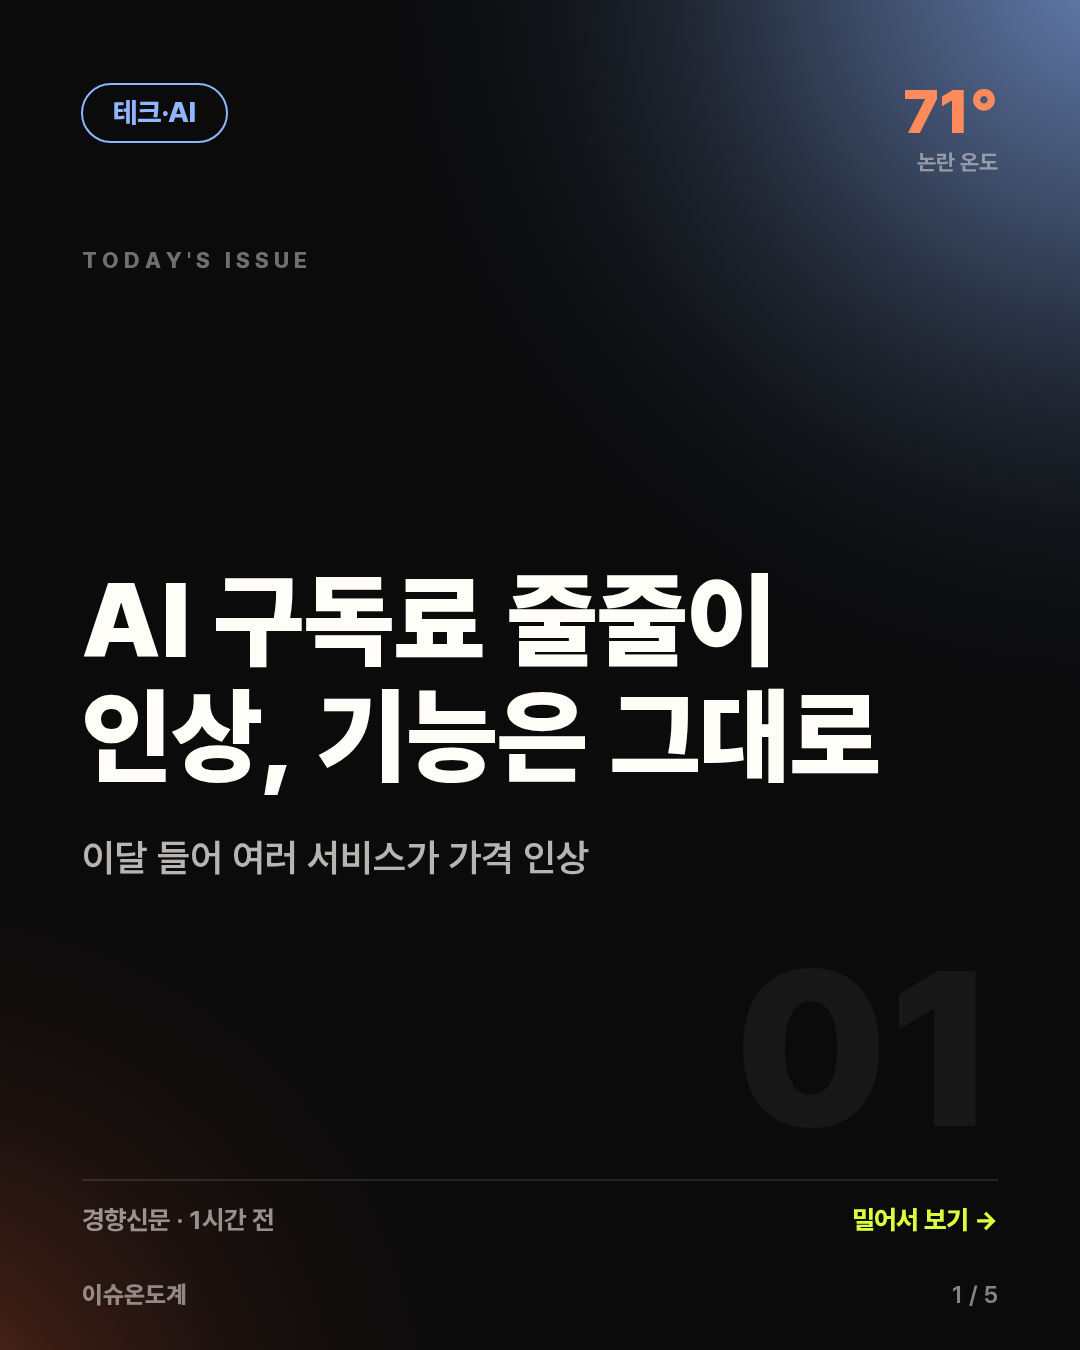 테크·AI
71°
논란 온도
TODAY'S ISSUE
AI 구독료 줄줄이
인상, 기능은 그대로
이달 들어 여러 서비스가 가격 인상
01
경향신문 · 1시간 전
밀어서 보기 →
이슈온도계
1 / 5